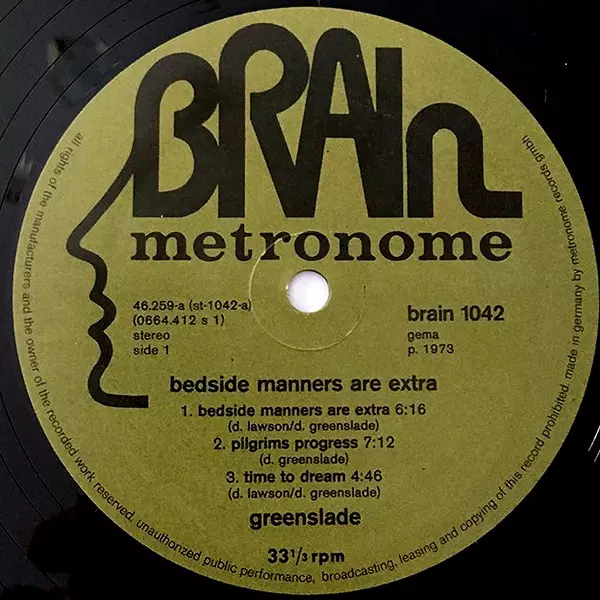 BRAIN
metronome
46.259-a (st-1042-a)
(0664.412 s 1)
stereo
side 1
brain 1042
gema
p. 1973
bedside manners are extra
1. bedside manners are extra 6:16
(d. lawson/d. greenslade)
2. pilgrims progress 7:12
(d. greenslade)
3. time to dream 4:46
(d. lawson/d. greenslade)
greenslade
33 1/3 rpm
all rights of the manufacturers and the owner of the recorded work reserved, unauthorized public performance, broadcasting, leasing and copying of this record prohibited. made in germany by metronome records gmbh